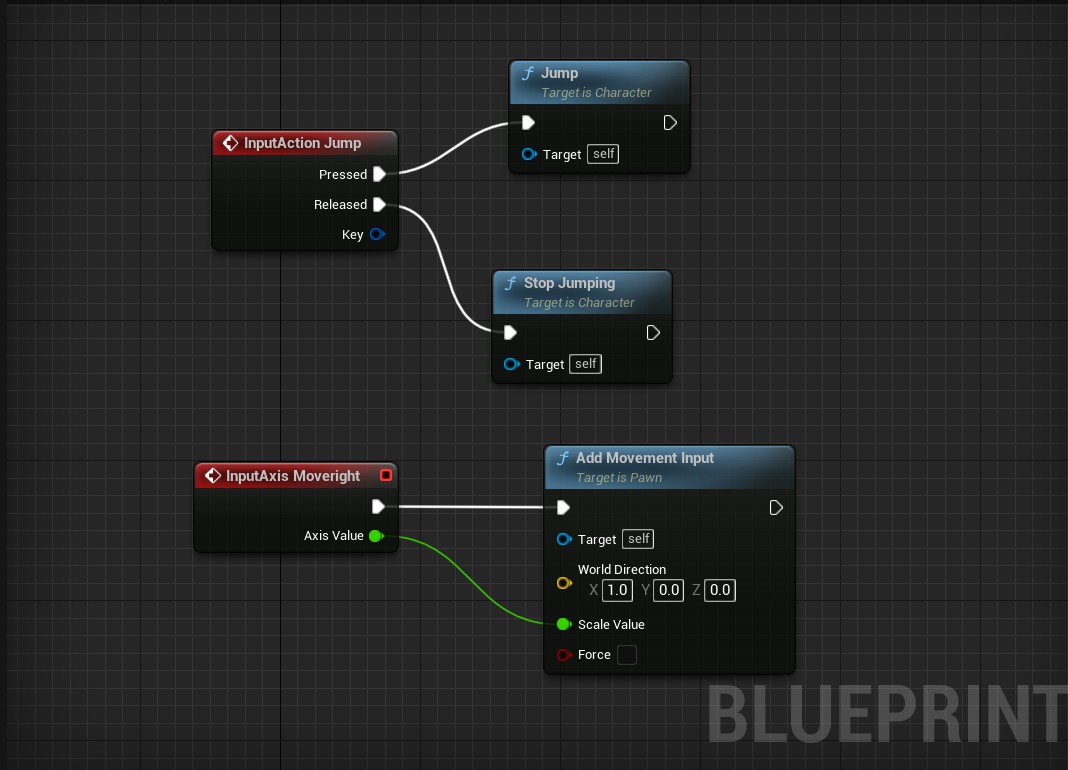 Jump
Target is Character
Target self
InputAction Jump
Pressed
Released
Key
Stop Jumping
Target is Character
Target self
InputAxis Moveright
Axis Value
Add Movement Input
Target is Pawn
Target self
World Direction
X 1.0 Y 0.0 Z 0.0
Scale Value
Force
BLUEPRINT